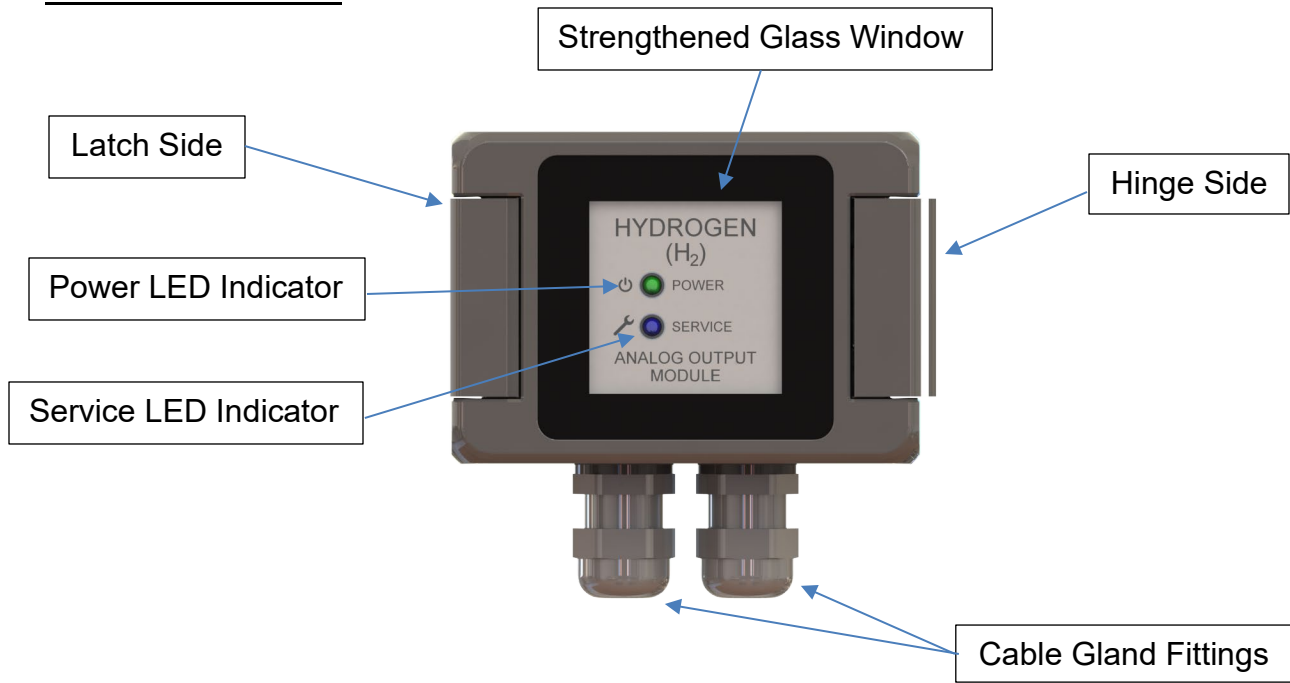 Strengthened Glass Window
Latch Side
Hinge Side
HYDROGEN
(H₂)
POWER
Power LED Indicator
SERVICE
ANALOG OUTPUT
MODULE
Service LED Indicator
Cable Gland Fittings